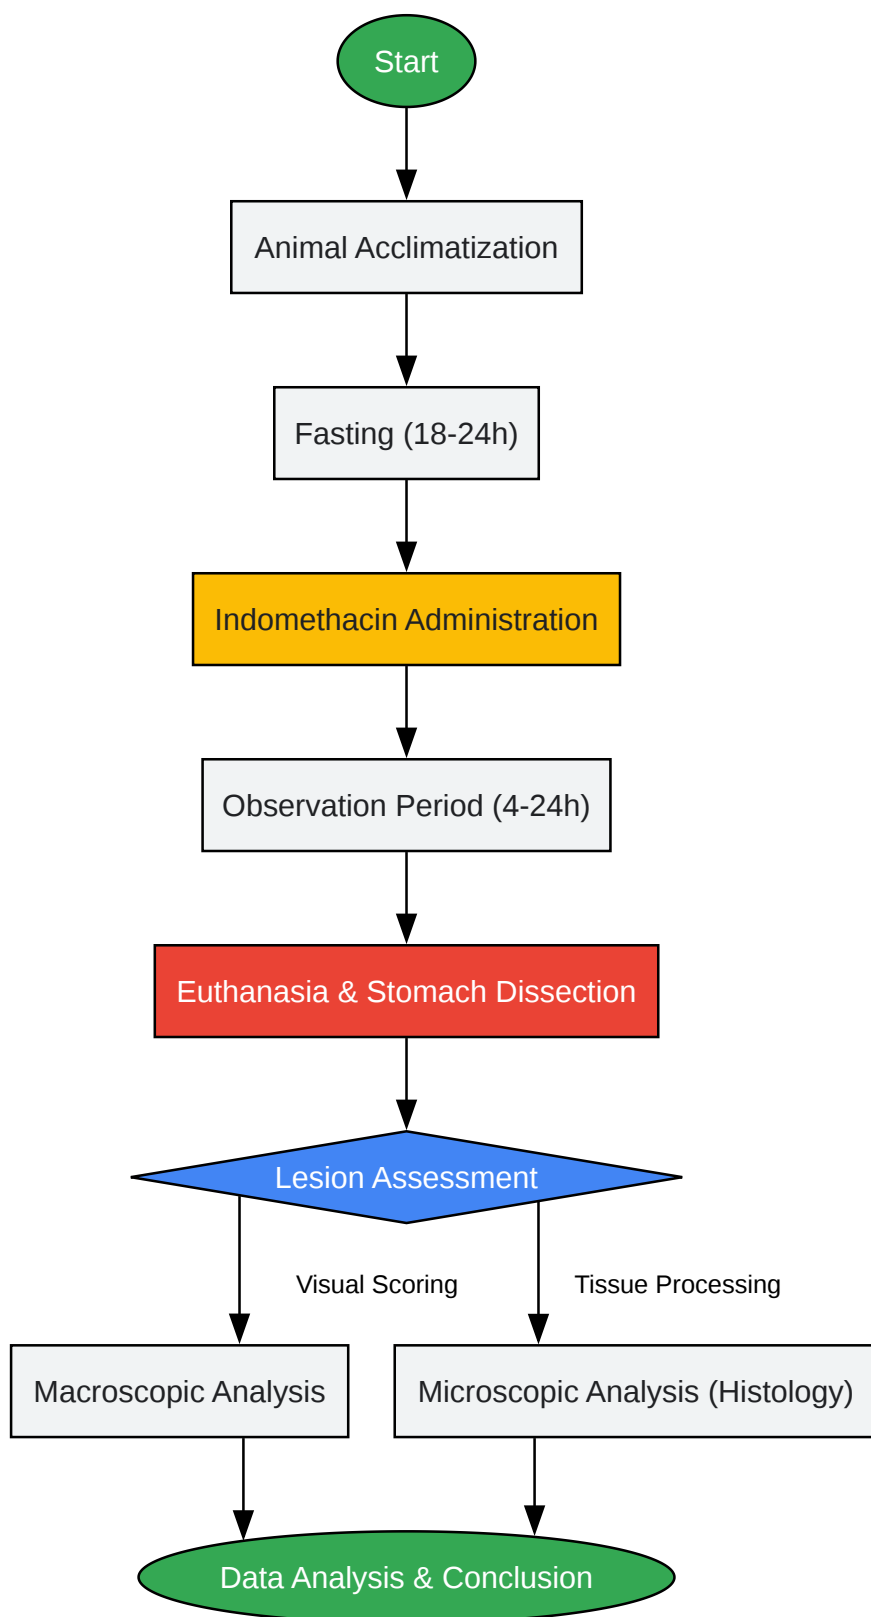 Start
Animal Acclimatization
Fasting (18-24h)
Indomethacin Administration
Observation Period (4-24h)
Euthanasia & Stomach Dissection
Lesion Assessment
Visual Scoring
Tissue Processing
Macroscopic Analysis
Microscopic Analysis (Histology)
Data Analysis & Conclusion